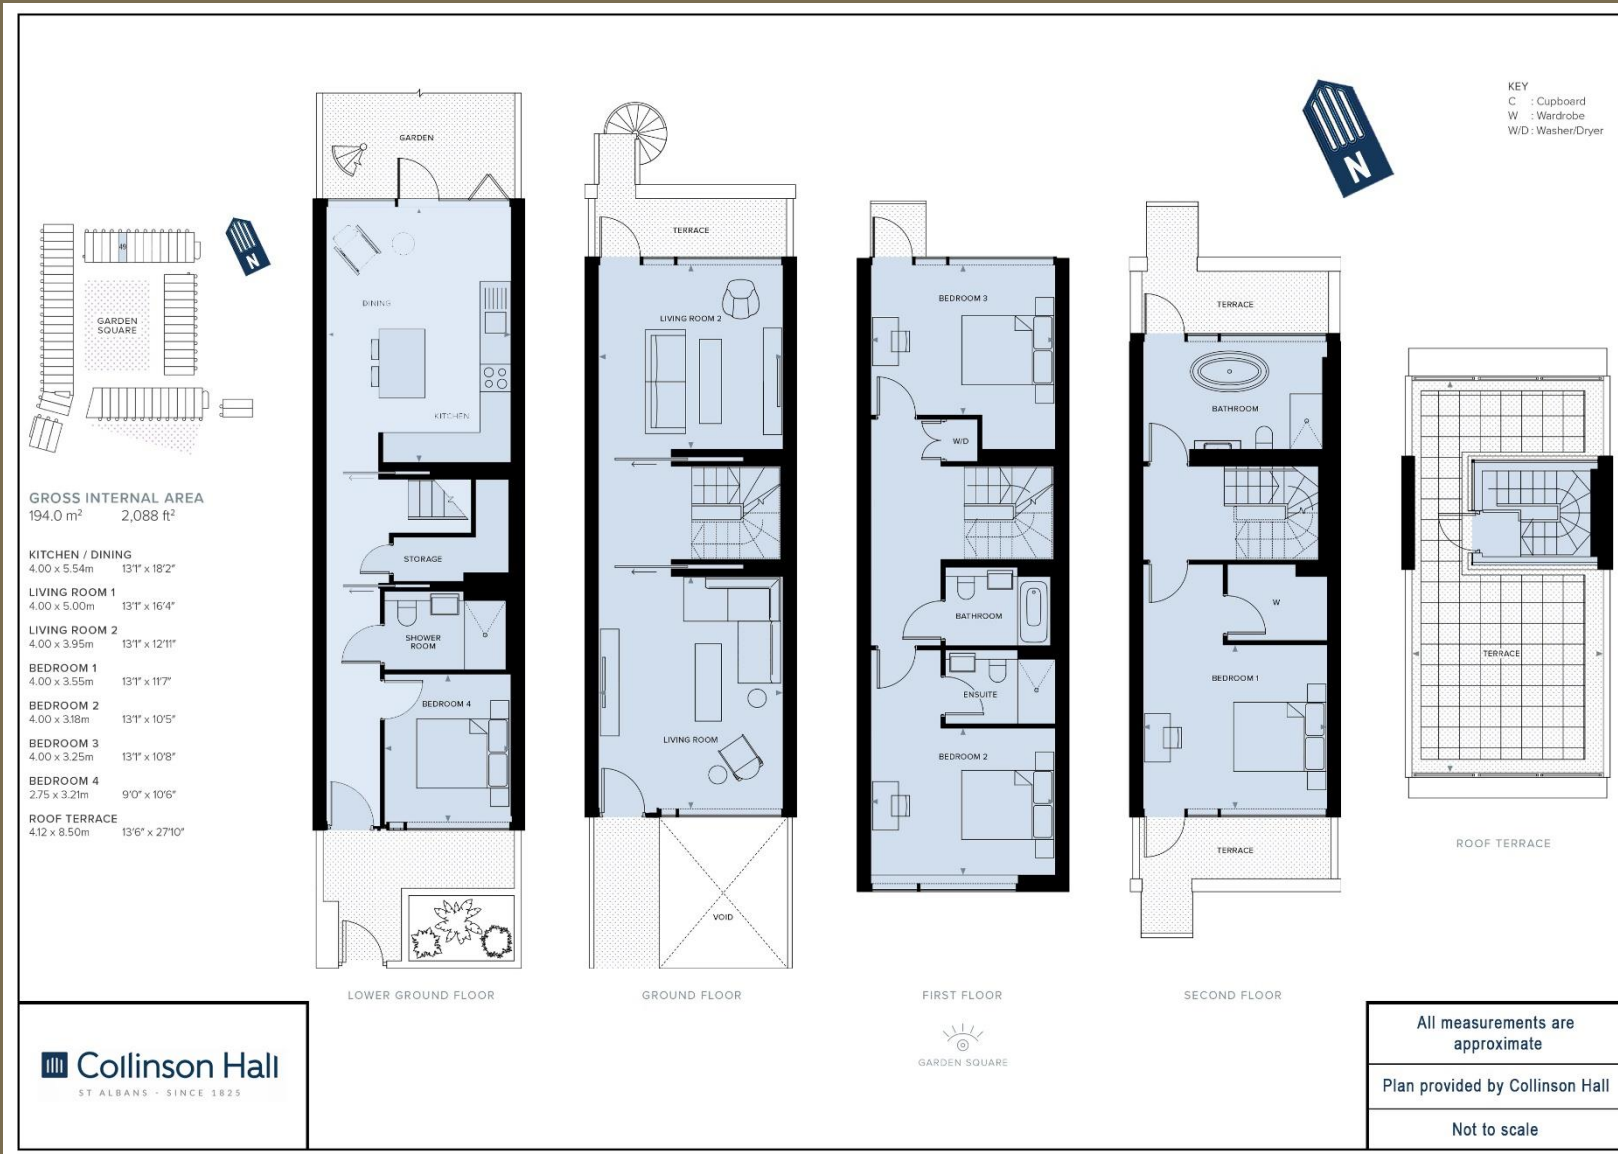 KEY
C : Cupboard
W : Wardrobe
W/D : Washer/Dryer
N
N
49
GARDEN
SQUARE
GROSS INTERNAL AREA
194.0 m² 2,088 ft²
KITCHEN / DINING
4.00 x 5.54m 13'1" x 18'2"
LIVING ROOM 1
4.00 x 5.00m 13'1" x 16'4"
LIVING ROOM 2
4.00 x 3.95m 13'1" x 12'11"
BEDROOM 1
4.00 x 3.55m 13'1" x 11'7"
BEDROOM 2
4.00 x 3.18m 13'1" x 10'5"
BEDROOM 3
4.00 x 3.25m 13'1" x 10'8"
BEDROOM 4
2.75 x 3.21m 9'0" x 10'6"
ROOF TERRACE
4.12 x 8.50m 13'6" x 27'10"
GARDEN
DINING
KITCHEN
STORAGE
SHOWER
ROOM
BEDROOM 4
LOWER GROUND FLOOR
TERRACE
LIVING ROOM 2
LIVING ROOM
VOID
GROUND FLOOR
BEDROOM 3
W/D
BATHROOM
ENSUITE
BEDROOM 2
FIRST FLOOR
GARDEN SQUARE
TERRACE
BATHROOM
W
BEDROOM 1
TERRACE
SECOND FLOOR
TERRACE
ROOF TERRACE
Collinson Hall
ST ALBANS - SINCE 1825
All measurements are
approximate
Plan provided by Collinson Hall
Not to scale